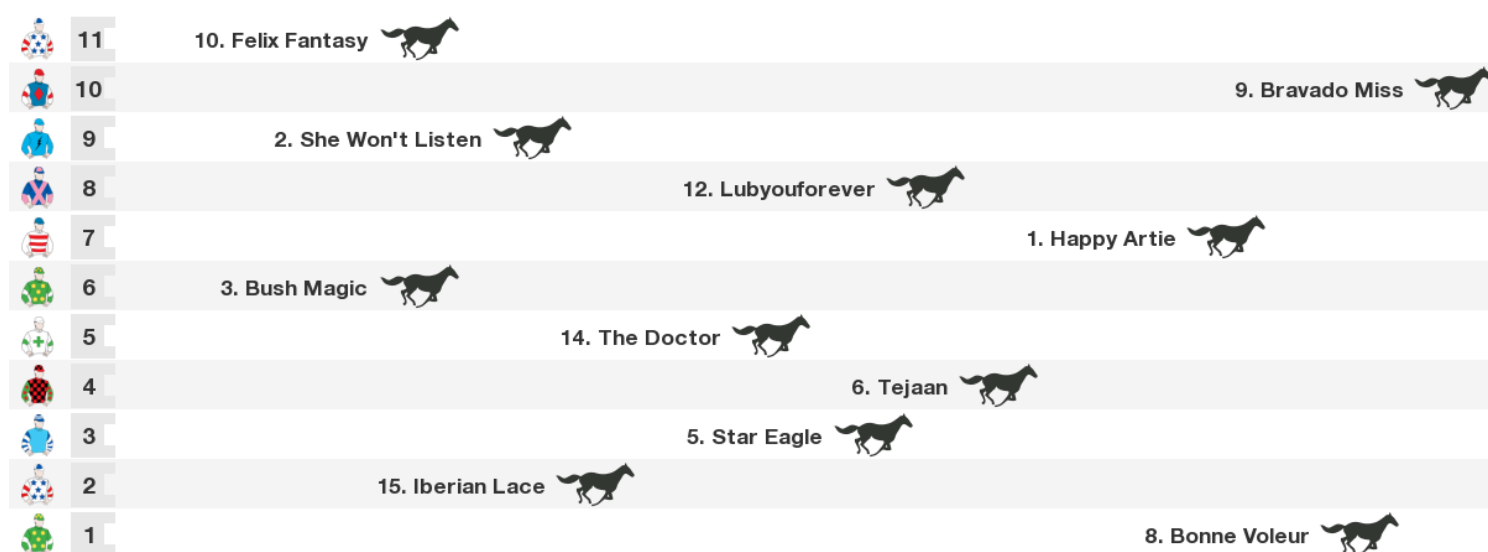 11 10. Felix Fantasy
10 9. Bravado Miss
9 2. She Won't Listen
8 12. Lubyouforever
7 1. Happy Artie
6 3. Bush Magic
5 14. The Doctor
4 6. Tejaan
3 5. Star Eagle
2 15. Iberian Lace
1 8. Bonne Voleur